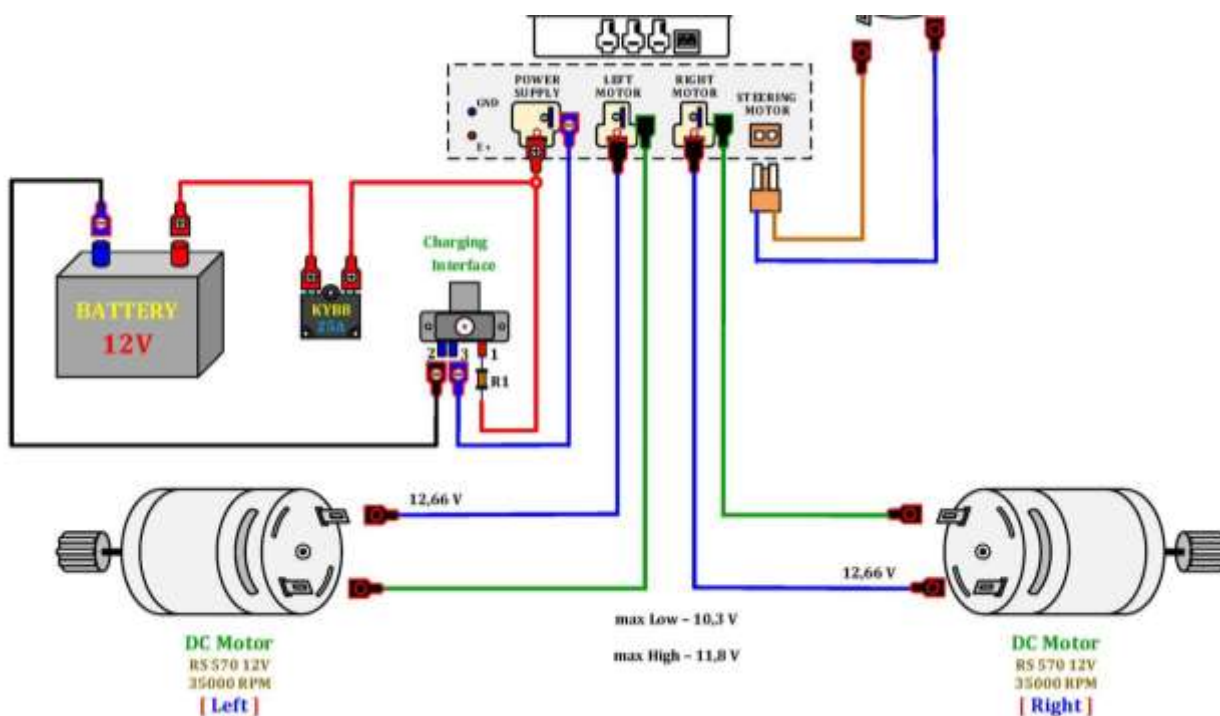 POWER SUPPLY
LEFT MOTOR
RIGHT MOTOR
STEERING MOTOR
GND
E+
Charging Interface
BATTERY
12V
KYBB
25A
2 3 1
R1
12,66 V
12,66 V
max Low – 10,3 V
max High – 11,8 V
DC Motor
RS 570 12V
35000 RPM
[ Left ]
DC Motor
RS 570 12V
35000 RPM
[ Right ]